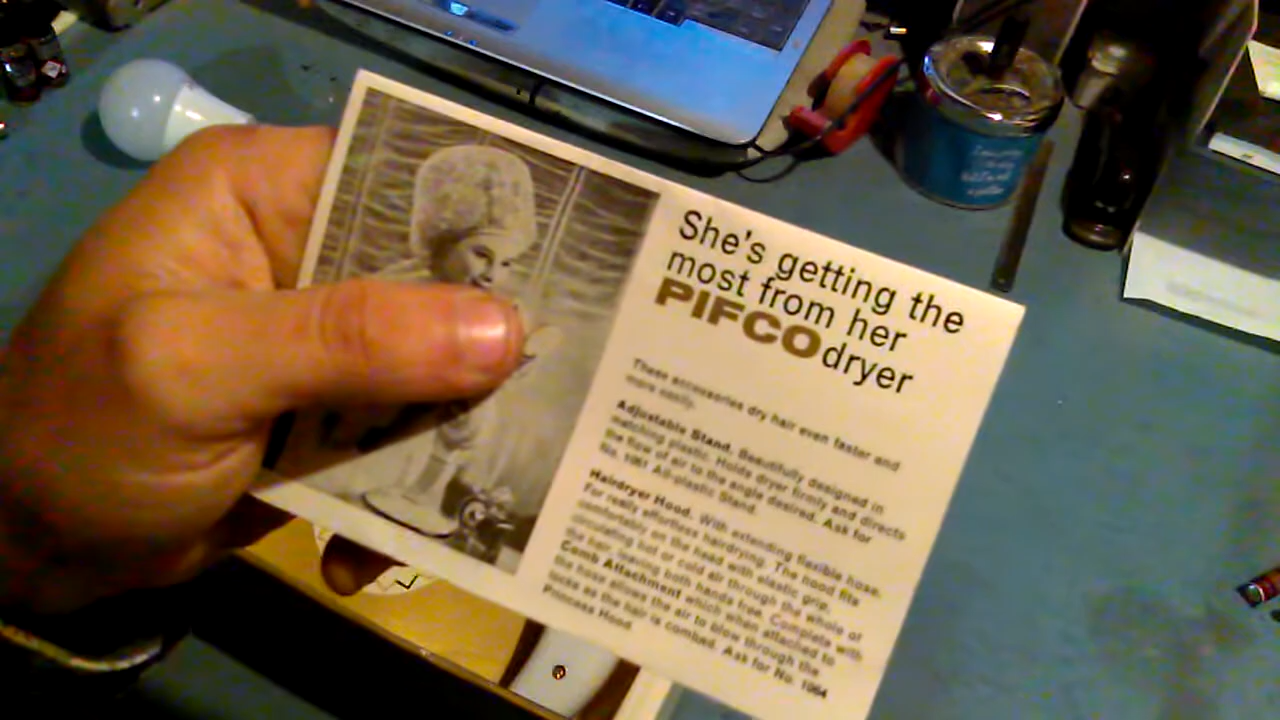 She's getting the
most from her
PIFCO dryer
These accessories dry hair even faster and
more easily.
Adjustable Stand. Beautifully designed in
matching plastic. Holds dryer firmly and directs
the flow of air to the angle desired. Ask for
No. 1061 All-plastic Stand.
Hairdryer Hood. With extending flexible hose.
For really effortless hairdrying. The hood fits
comfortably on the head with elastic grip,
circulating hot or cold air through the whole of
the hair, leaving both hands free. Complete with
Comb Attachment which when attached to
the hose allows the air to blow through the
locks as the hair is combed. Ask for No. 1064
Princess Hood.